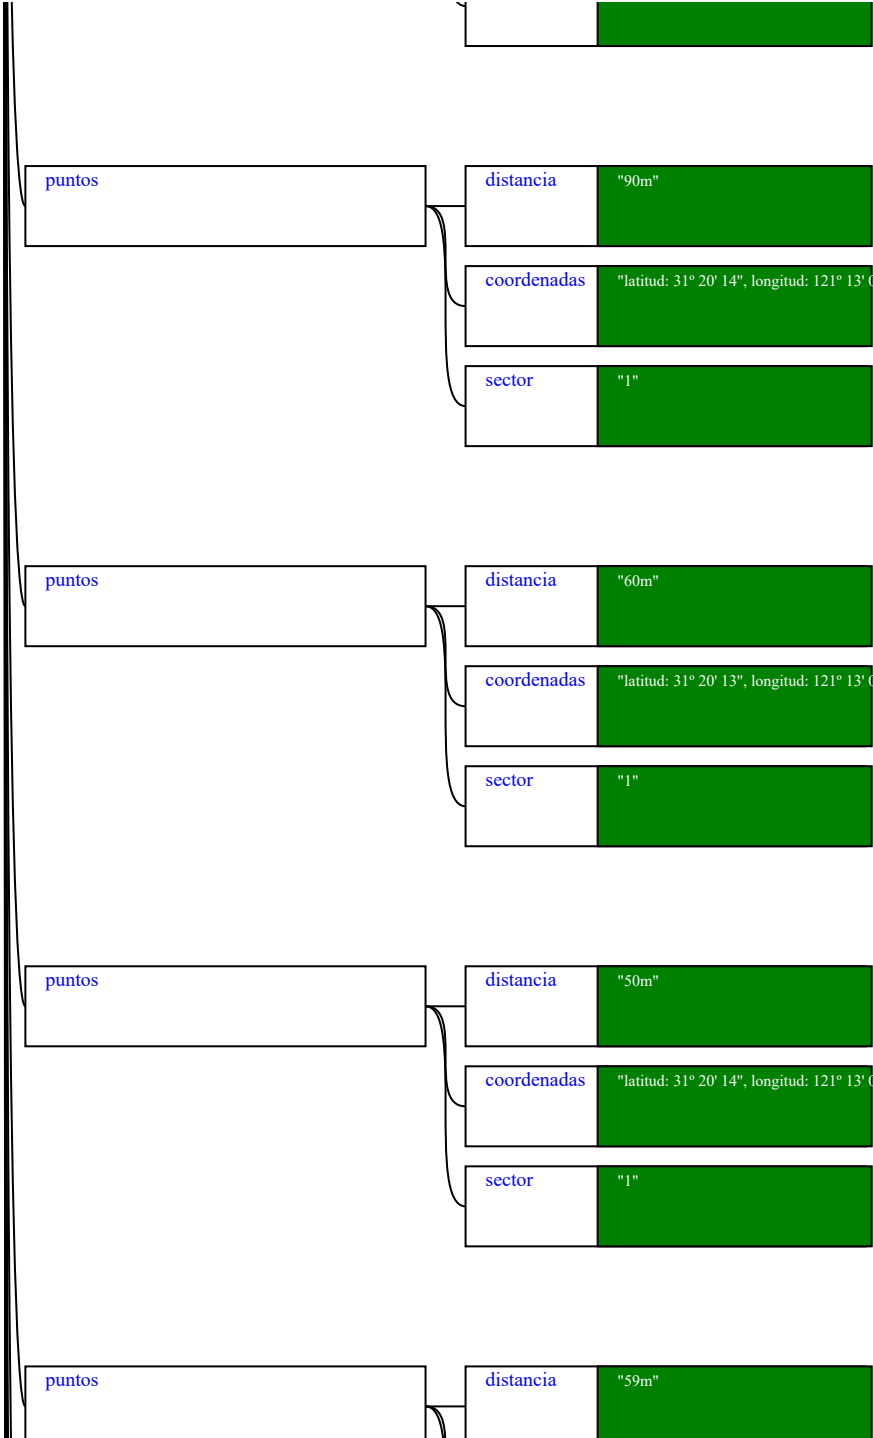 puntos
distancia "90m"
coordenadas "latitud: 31º 20' 14", longitud: 121º 13'
sector "1"
puntos
distancia "60m"
coordenadas "latitud: 31º 20' 13", longitud: 121º 13'
sector "1"
puntos
distancia "50m"
coordenadas "latitud: 31º 20' 14", longitud: 121º 13'
sector "1"
puntos
distancia "59m"